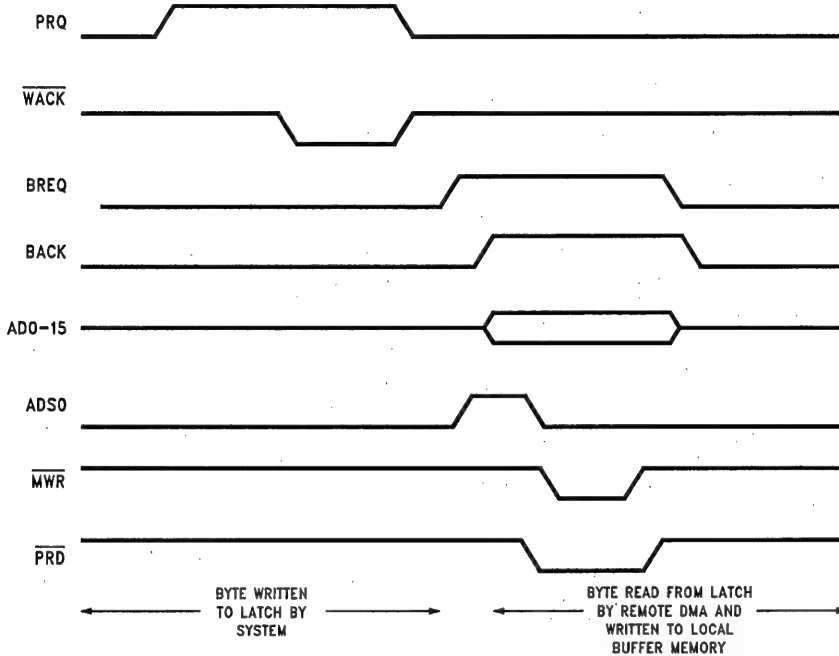 PRQ
WACK
BREQ
BACK
AD0-15
ADS0
MWR
PRD
BYTE WRITTEN
TO LATCH BY
SYSTEM
BYTE READ FROM LATCH
BY REMOTE DMA AND
WRITTEN TO LOCAL
BUFFER MEMORY